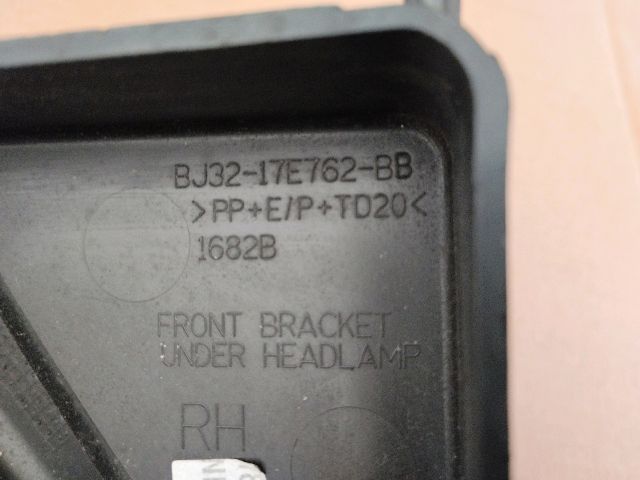 BJ32-17E762-BB
>PP+E/P+TD20<
1682B
FRONT BRACKET
UNDER HEADLAMP
RH